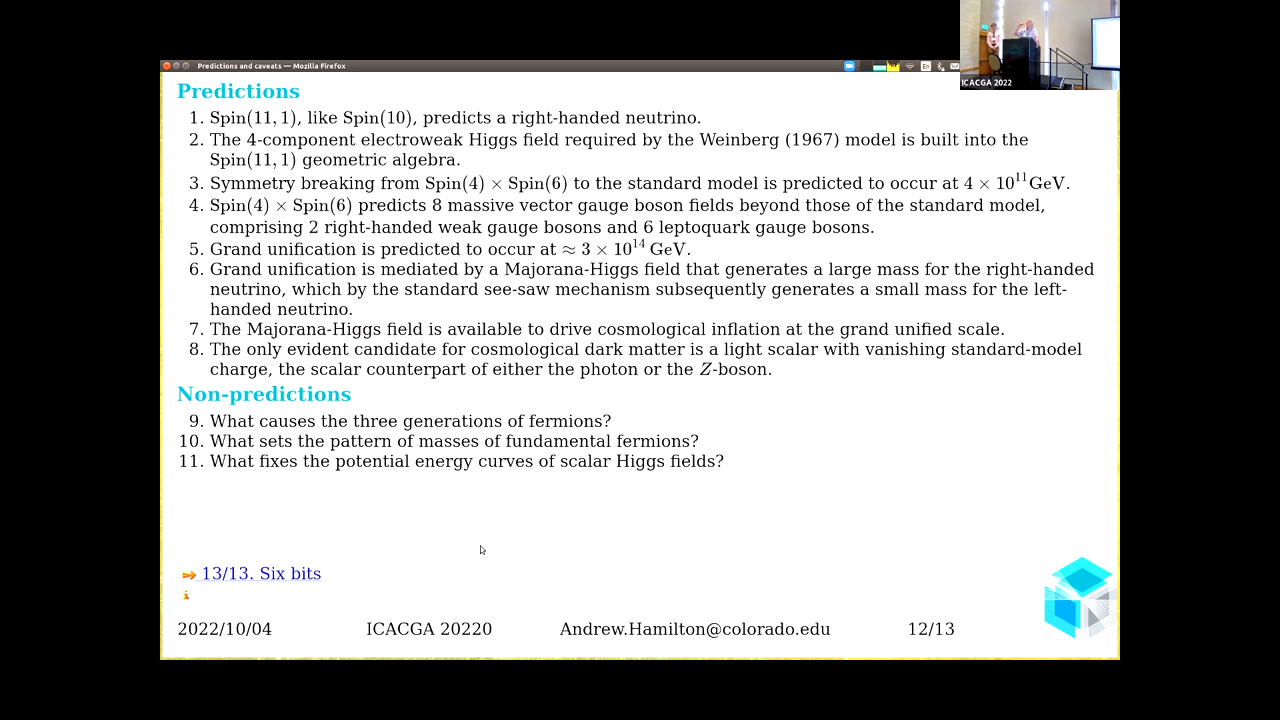 Predictions and caveats — Mozilla Firefox
En
ICACGA 2022
Predictions
1. Spin(11, 1), like Spin(10), predicts a right-handed neutrino.
2. The 4-component electroweak Higgs field required by the Weinberg (1967) model is built into the
Spin(11, 1) geometric algebra.
3. Symmetry breaking from Spin(4) × Spin(6) to the standard model is predicted to occur at 4 × 10¹¹GeV.
4. Spin(4) × Spin(6) predicts 8 massive vector gauge boson fields beyond those of the standard model,
comprising 2 right-handed weak gauge bosons and 6 leptoquark gauge bosons.
5. Grand unification is predicted to occur at ≈ 3 × 10¹⁴ GeV.
6. Grand unification is mediated by a Majorana-Higgs field that generates a large mass for the right-handed
neutrino, which by the standard see-saw mechanism subsequently generates a small mass for the left-
handed neutrino.
7. The Majorana-Higgs field is available to drive cosmological inflation at the grand unified scale.
8. The only evident candidate for cosmological dark matter is a light scalar with vanishing standard-model
charge, the scalar counterpart of either the photon or the Z-boson.
Non-predictions
9. What causes the three generations of fermions?
10. What sets the pattern of masses of fundamental fermions?
11. What fixes the potential energy curves of scalar Higgs fields?
13/13. Six bits
i
2022/10/04 ICACGA 20220 Andrew.Hamilton@colorado.edu 12/13